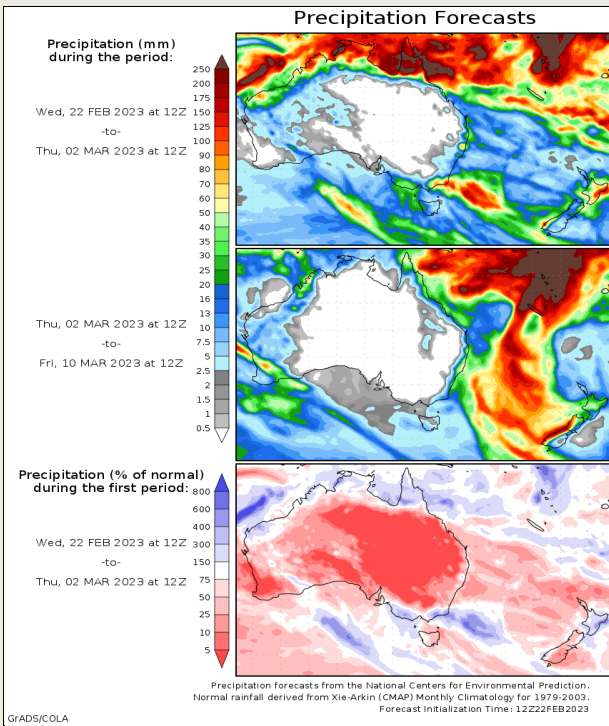 Precipitation Forecasts
Precipitation (mm)
during the period:
Wed, 22 FEB 2023 at 12Z
-to-
Thu, 02 MAR 2023 at 12Z
250
200
175
150
125
100
90
80
70
60
50
40
35
30
25
20
16
13
10
7.5
5
2.5
2
1.5
1
0.5
Thu, 02 MAR 2023 at 12Z
-to-
Fri, 10 MAR 2023 at 12Z
Precipitation (% of normal)
during the first period:
Wed, 22 FEB 2023 at 12Z
-to-
Thu, 02 MAR 2023 at 12Z
800
600
400
300
150
75
50
25
10
5
Precipitation forecasts from the National Centers for Environmental Prediction.
Normal rainfall derived from Xie-Arkin (CMAP) Monthly Climatology for 1979-2003.
Forecast Initialization Time: 12Z22FEB2023
GrADS/COLA